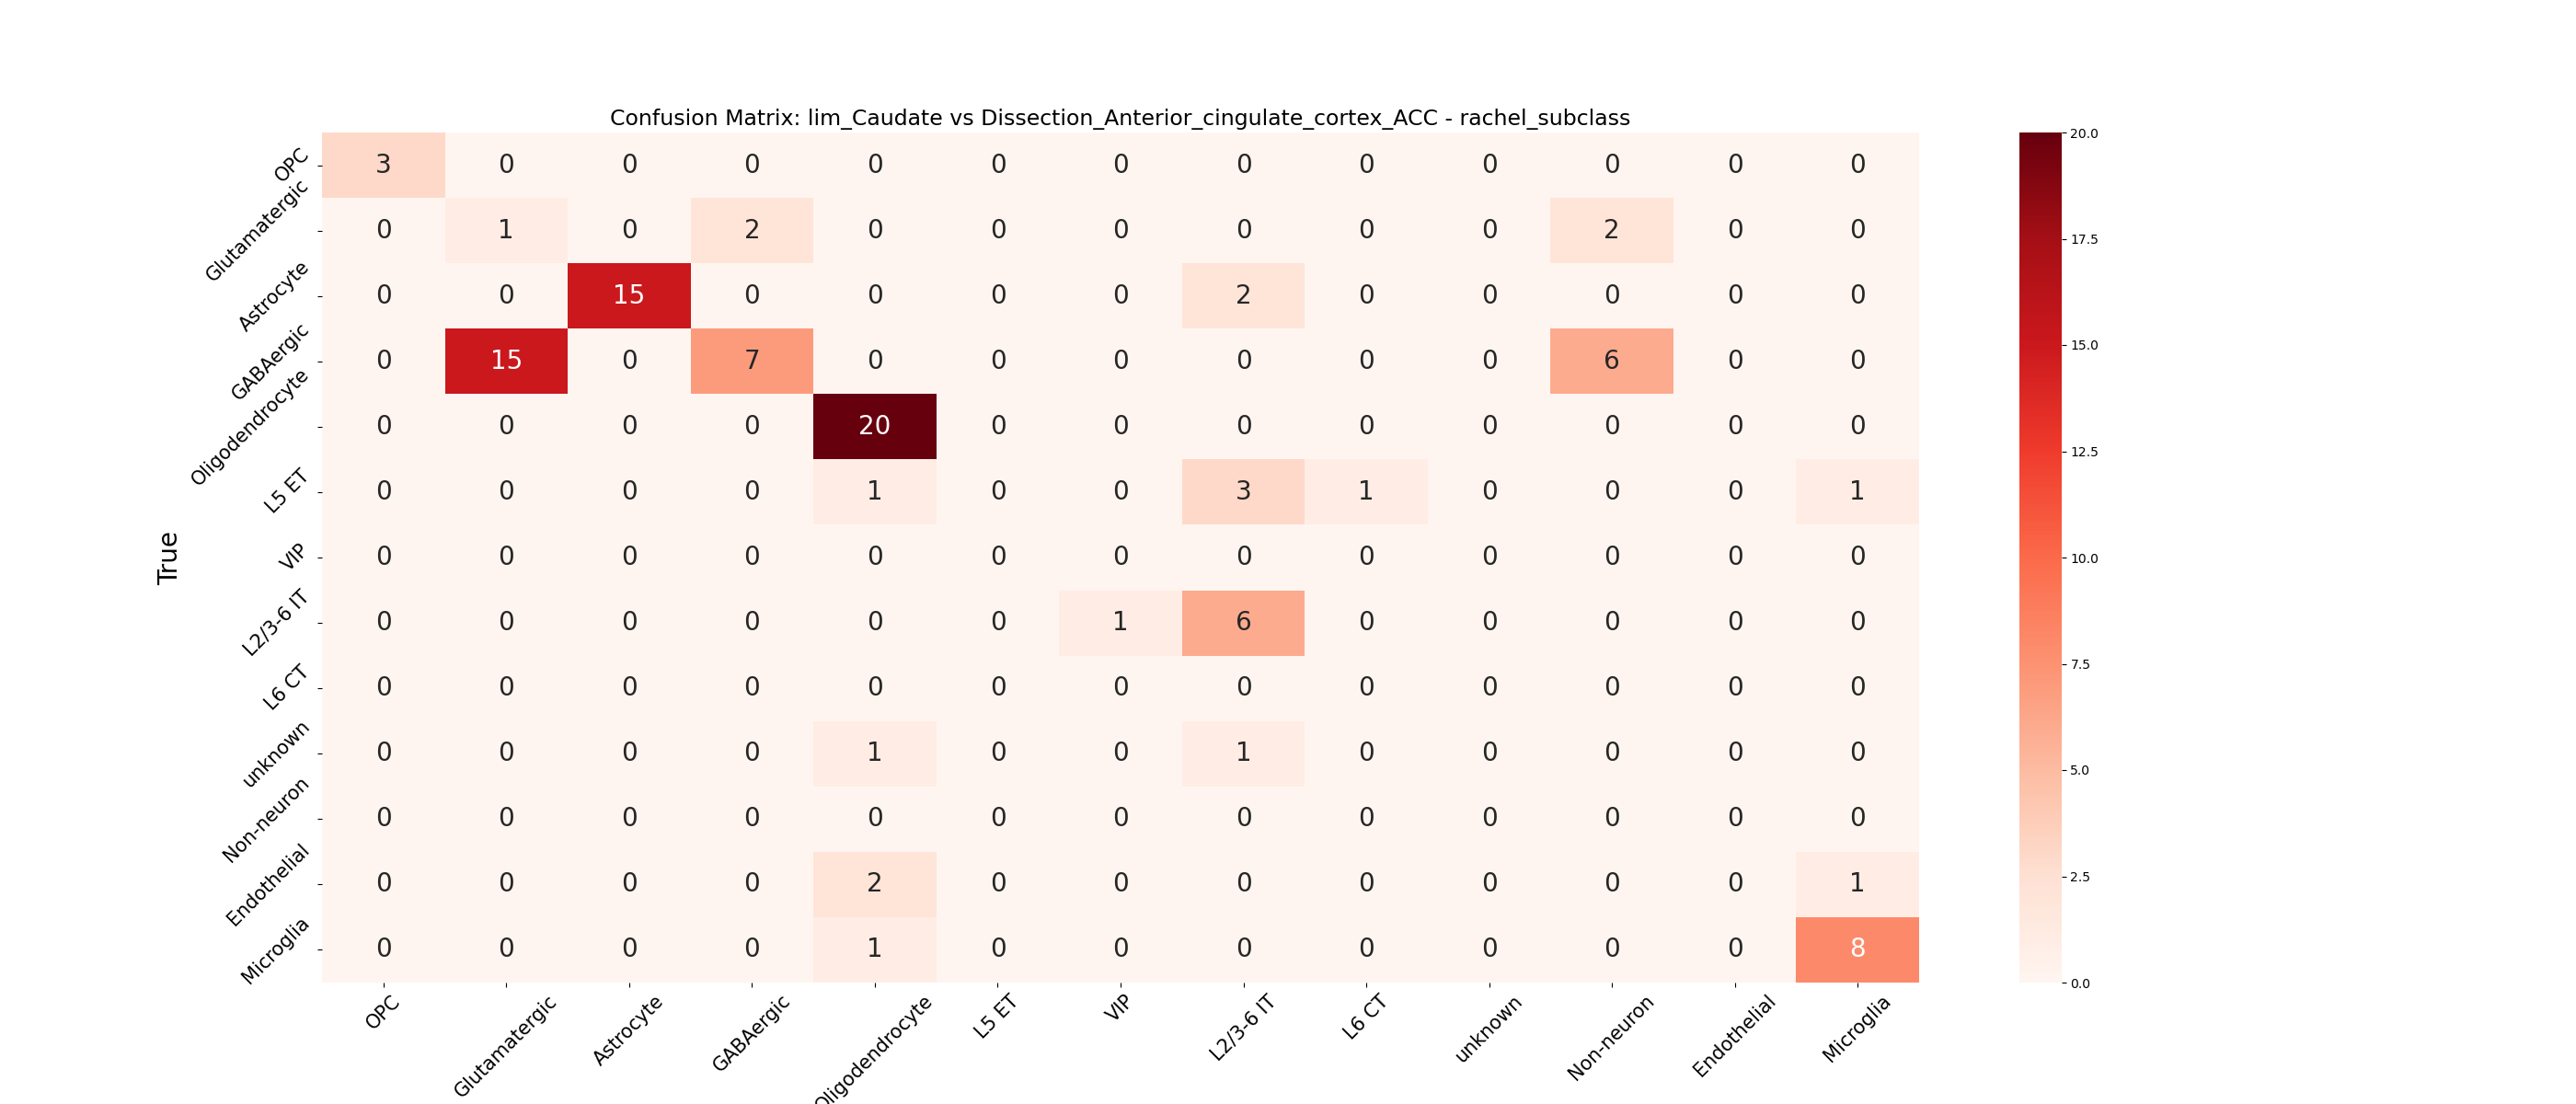 Confusion Matrix: lim_Caudate vs Dissection_Anterior_cingulate_cortex_ACC - rachel_subclass
True
OPC 3 0 0 0 0 0 0 0 0 0 0 0 0
Glutamatergic 0 1 0 2 0 0 0 0 0 0 2 0 0
Astrocyte 0 0 15 0 0 0 0 2 0 0 0 0 0
GABAergic 0 15 0 7 0 0 0 0 0 0 6 0 0
Oligodendrocyte 0 0 0 0 20 0 0 0 0 0 0 0 0
L5 ET 0 0 0 0 1 0 0 3 1 0 0 0 1
VIP 0 0 0 0 0 0 0 0 0 0 0 0 0
L2/3-6 IT 0 0 0 0 0 0 1 6 0 0 0 0 0
L6 CT 0 0 0 0 0 0 0 0 0 0 0 0 0
unknown 0 0 0 0 1 0 0 1 0 0 0 0 0
Non-neuron 0 0 0 0 0 0 0 0 0 0 0 0 0
Endothelial 0 0 0 0 2 0 0 0 0 0 0 0 1
Microglia 0 0 0 0 1 0 0 0 0 0 0 0 8
OPC Glutamatergic Astrocyte GABAergic Oligodendrocyte L5 ET VIP L2/3-6 IT L6 CT unknown Non-neuron Endothelial Microglia
20.0
17.5
15.0
12.5
10.0
7.5
5.0
2.5
0.0